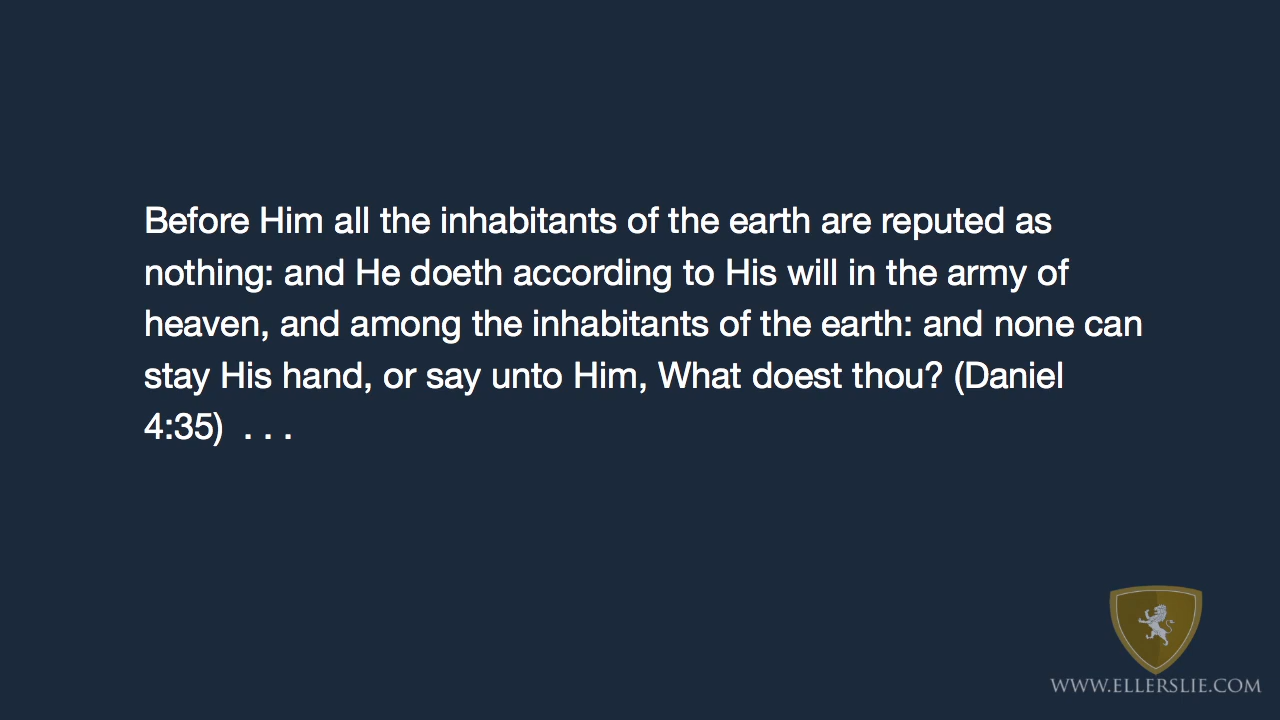 Before Him all the inhabitants of the earth are reputed as
nothing: and He doeth according to His will in the army of
heaven, and among the inhabitants of the earth: and none can
stay His hand, or say unto Him, What doest thou? (Daniel
4:35)  . . .
WWW.ELLERSLIE.COM